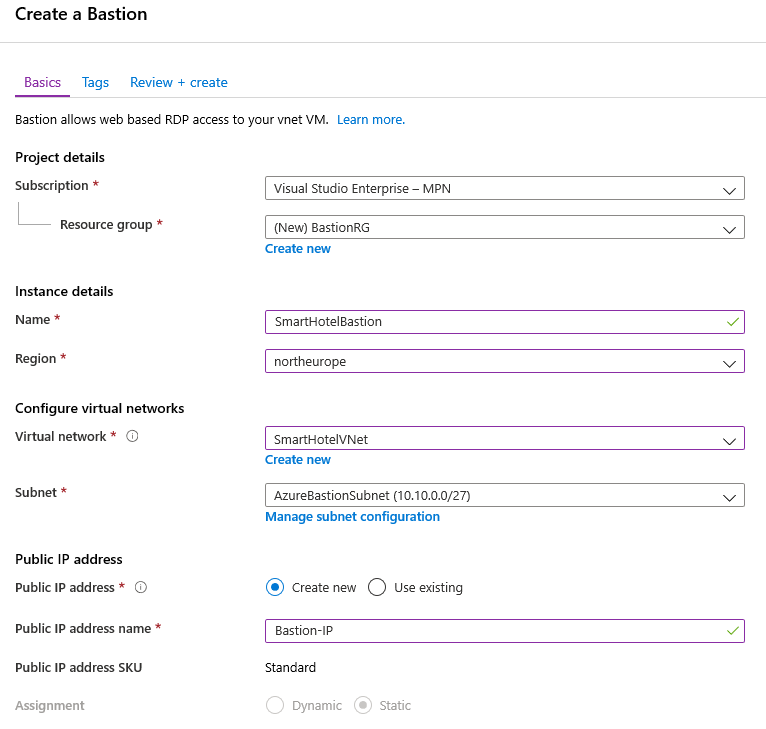 Create a Bastion
Basics Tags Review + create
Bastion allows web based RDP access to your vnet VM. Learn more.
Project details
Subscription * Visual Studio Enterprise – MPN
Resource group * (New) BastionRG
Create new
Instance details
Name * SmartHotelBastion
Region * northeurope
Configure virtual networks
Virtual network * SmartHotelVNet
Create new
Subnet * AzureBastionSubnet (10.10.0.0/27)
Manage subnet configuration
Public IP address
Public IP address * Create new Use existing
Public IP address name * Bastion-IP
Public IP address SKU Standard
Assignment Dynamic Static